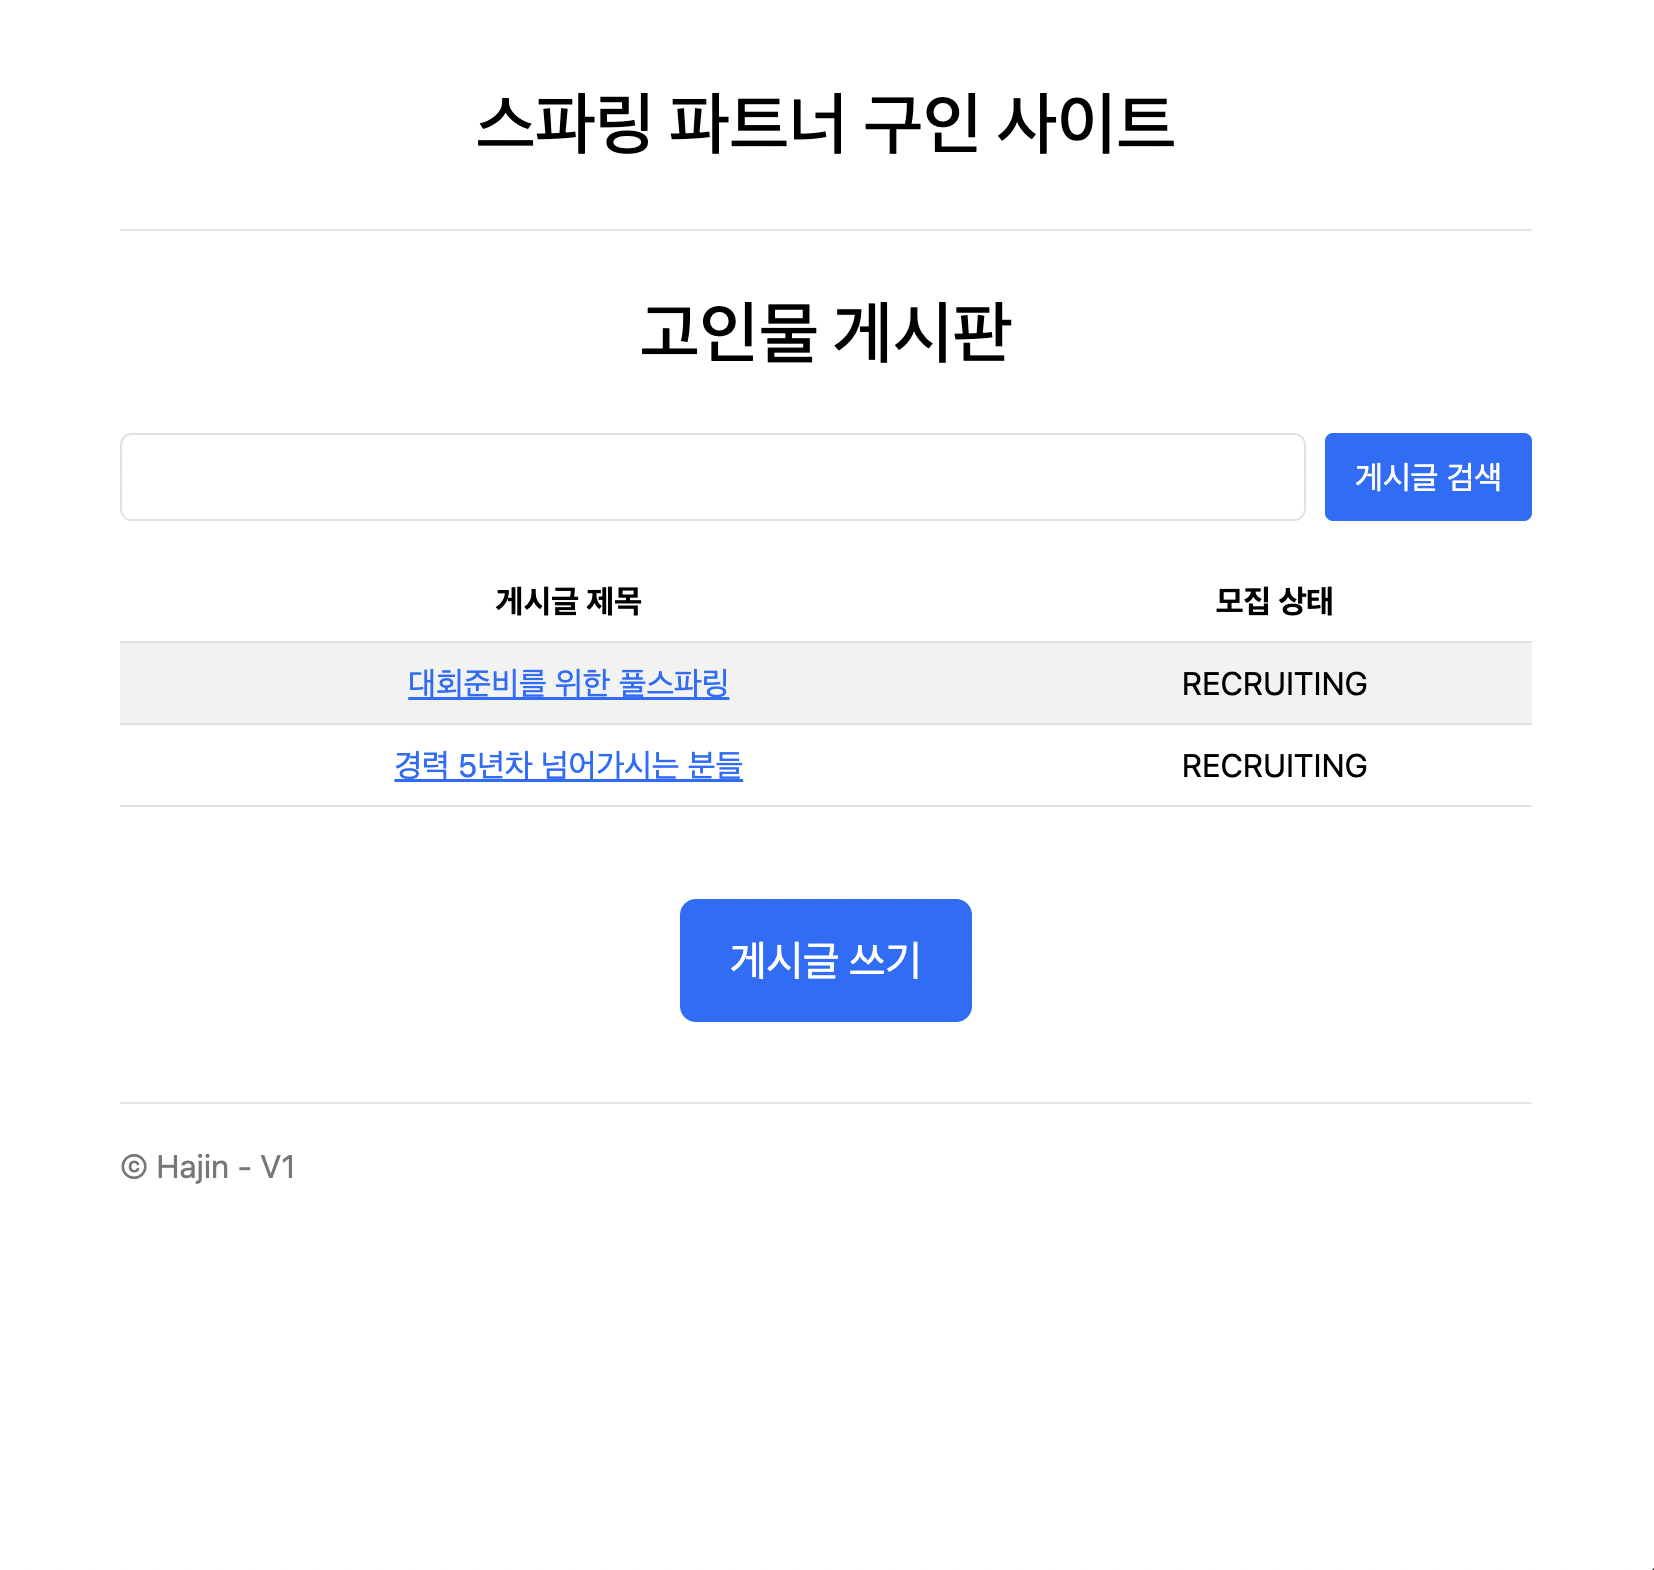 스파링 파트너 구인 사이트
고인물 게시판
게시글 검색
게시글 제목 모집 상태
대회준비를 위한 풀스파링 RECRUITING
경력 5년차 넘어가시는 분들 RECRUITING
게시글 쓰기
© Hajin - V1